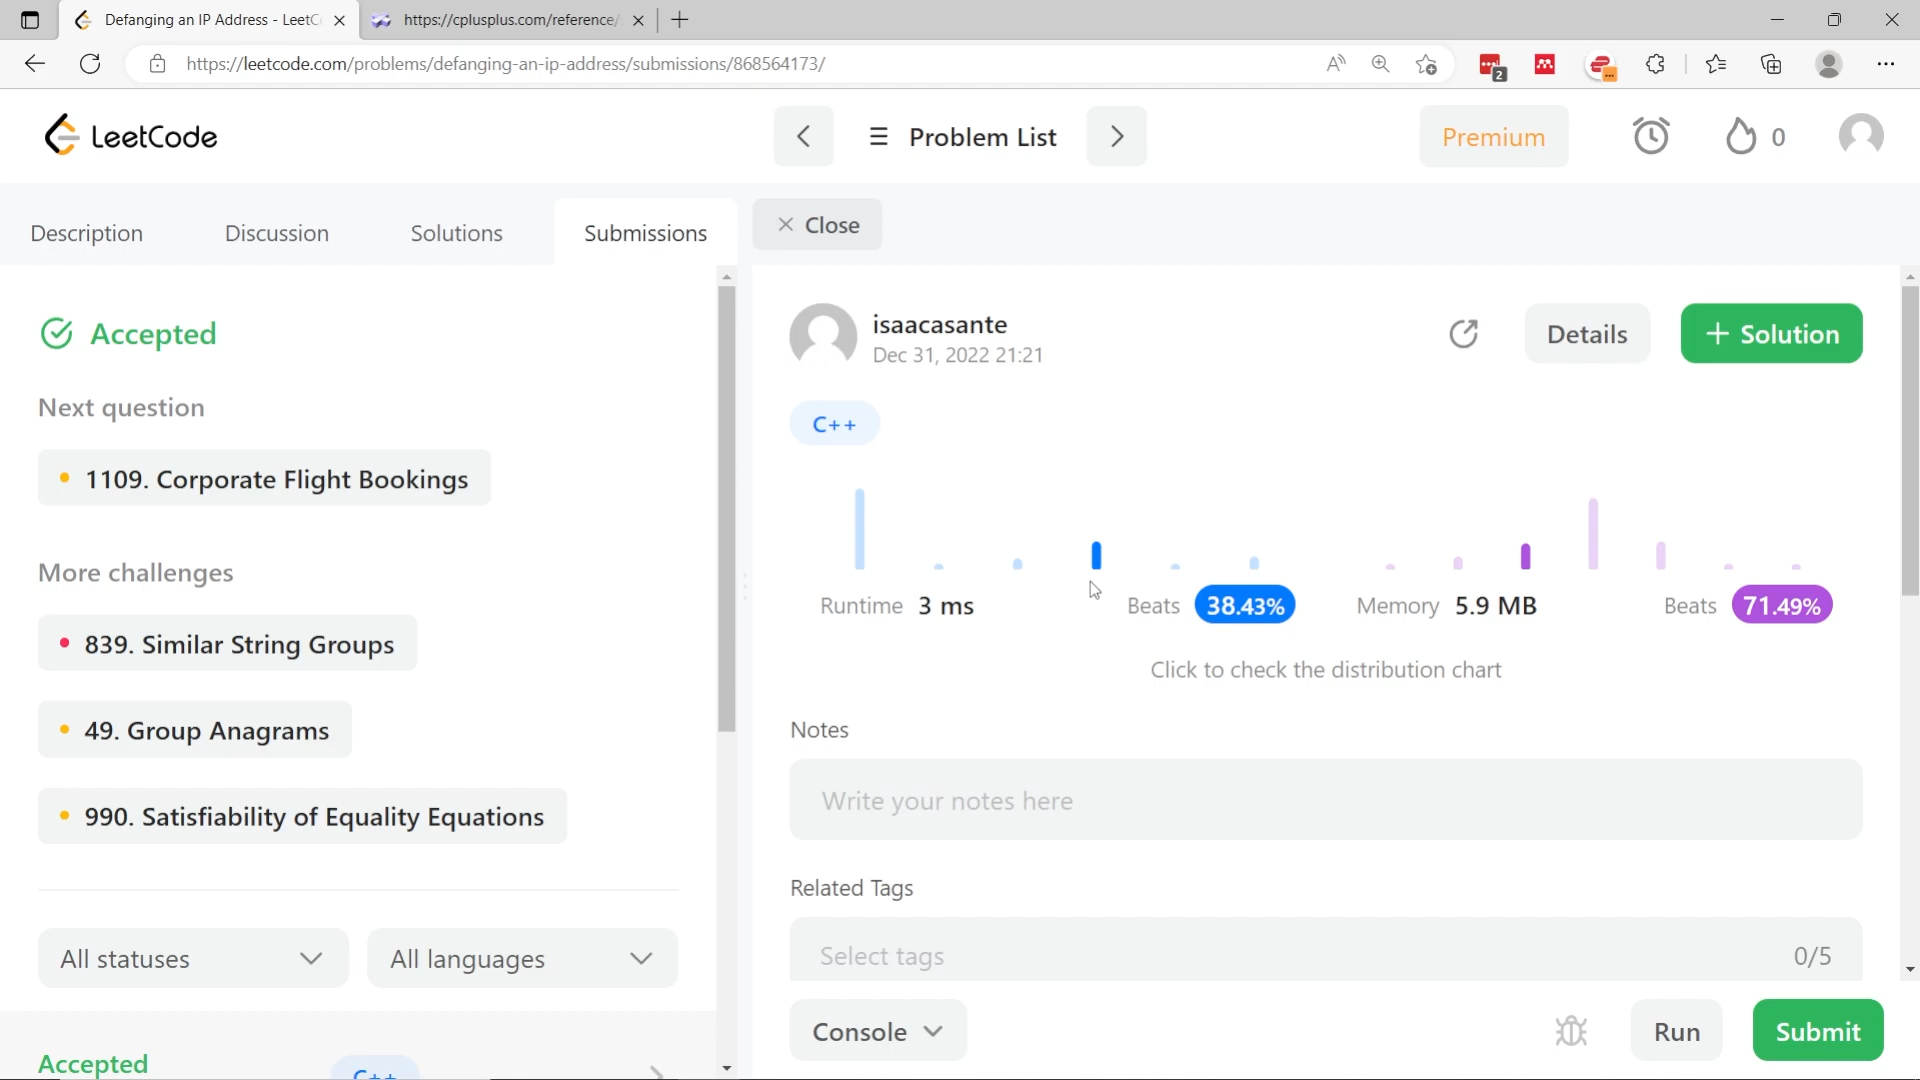 Defanging an IP Address - LeetC
https://cplusplus.com/reference/
https://leetcode.com/problems/defanging-an-ip-address/submissions/868564173/
2
LeetCode
Problem List
Premium
0
Description
Discussion
Solutions
Submissions
Close
Accepted
Next question
1109. Corporate Flight Bookings
More challenges
839. Similar String Groups
49. Group Anagrams
990. Satisfiability of Equality Equations
All statuses
All languages
Accepted
C++
isaacasante
Dec 31, 2022 21:21
Details
+ Solution
C++
Runtime 3 ms
Beats 38.43%
Memory 5.9 MB
Beats 71.49%
Click to check the distribution chart
Notes
Write your notes here
Related Tags
Select tags
0/5
Console
Run
Submit